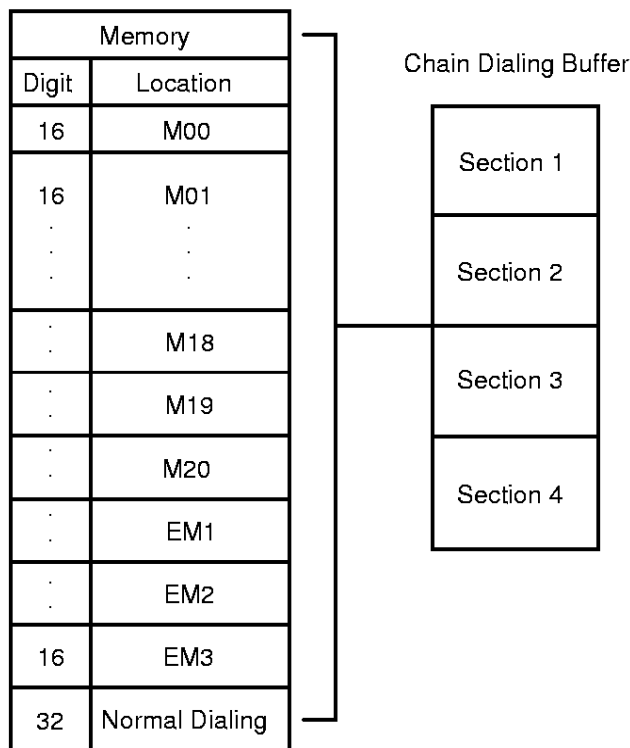 Memory
Digit Location
16 M00
16 M01
M18
M19
M20
EM1
EM2
16 EM3
32 Normal Dialing
Chain Dialing Buffer
Section 1
Section 2
Section 3
Section 4